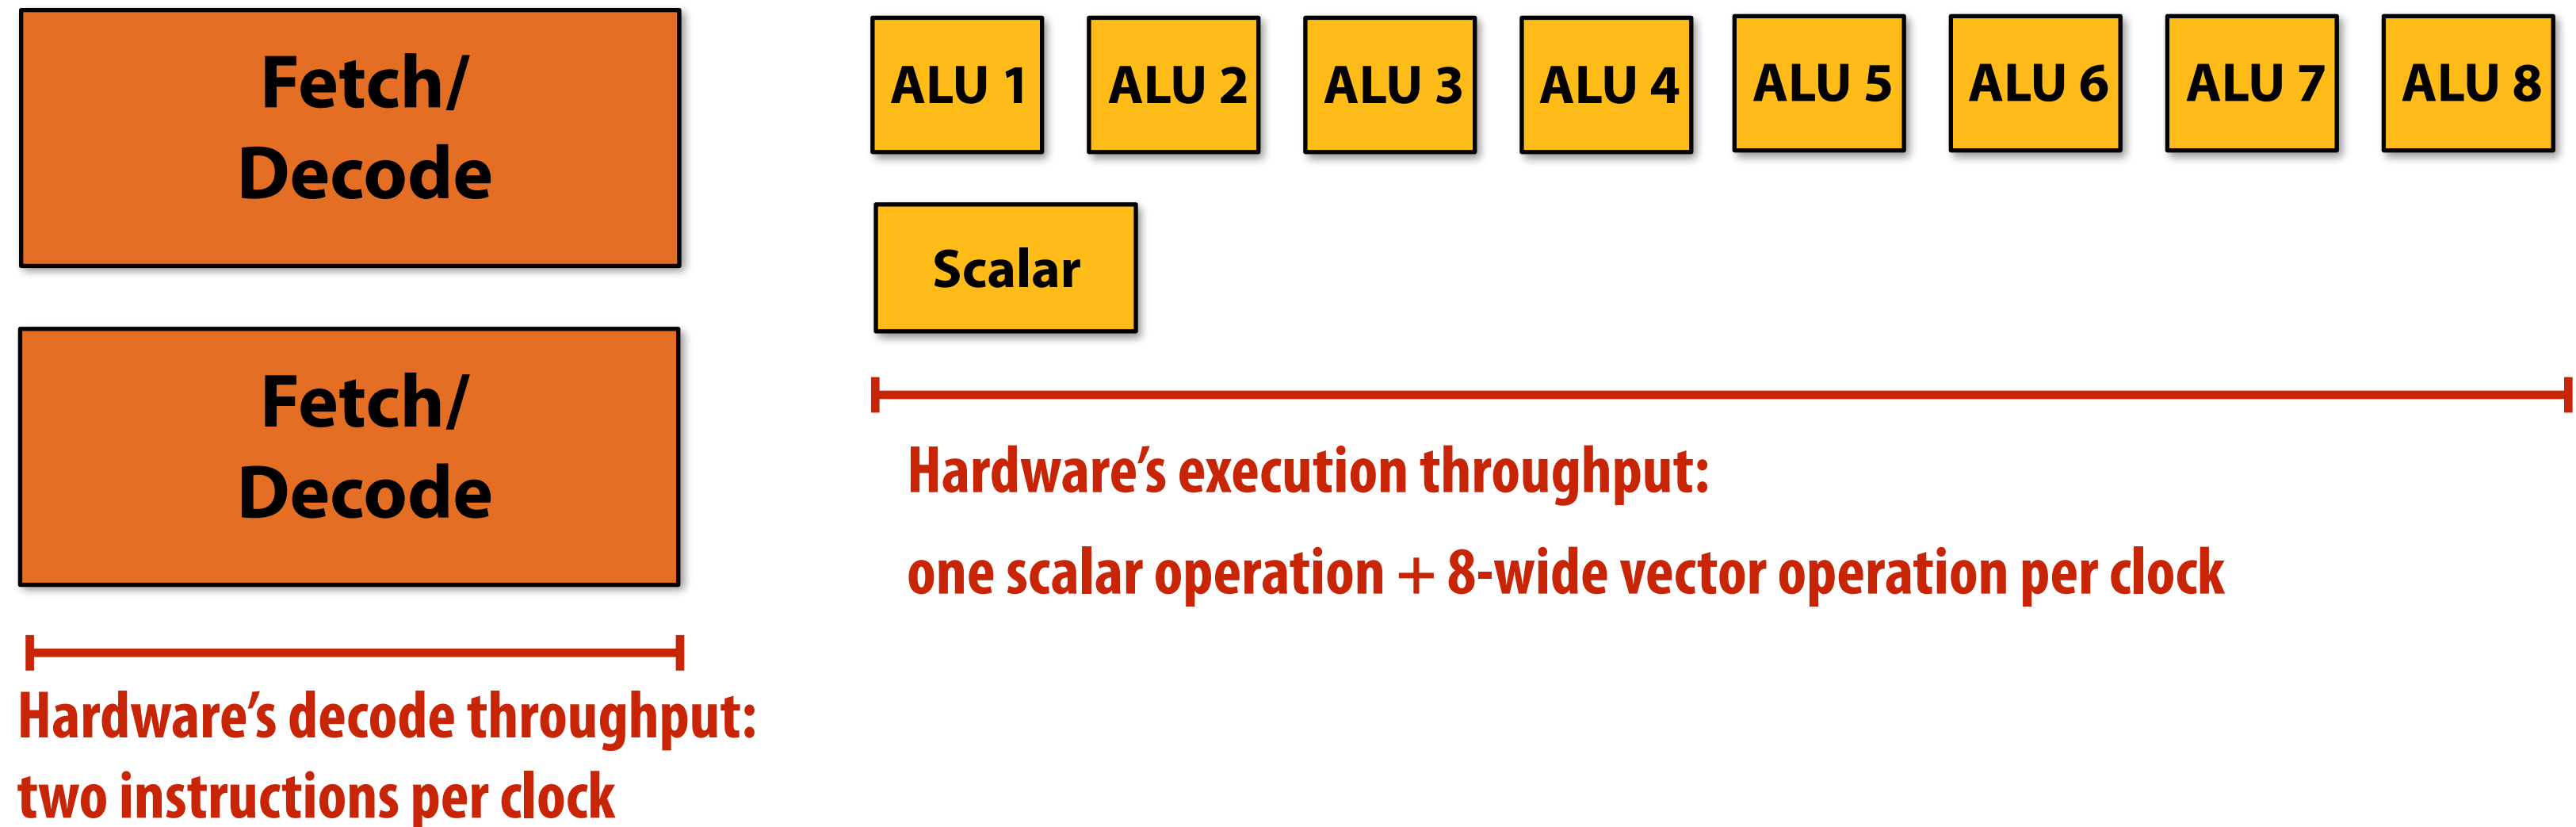 Fetch/
Decode
ALU 1 ALU 2 ALU 3 ALU 4 ALU 5 ALU 6 ALU 7 ALU 8
Scalar
Fetch/
Decode
Hardware’s execution throughput:
one scalar operation + 8-wide vector operation per clock
Hardware’s decode throughput:
two instructions per clock